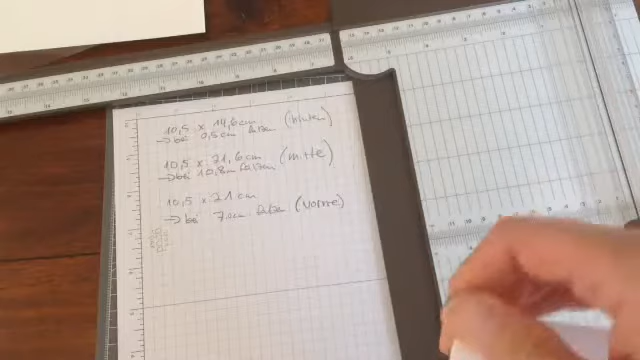 10,5 x 14,6 cm (hinten)
→ bei 0,5 cm falzen
10,5 x 21,6 cm (mitte)
→ bei 10,8 cm falzen
10,5 x 21 cm
→ bei 7 cm falzen (vorne)